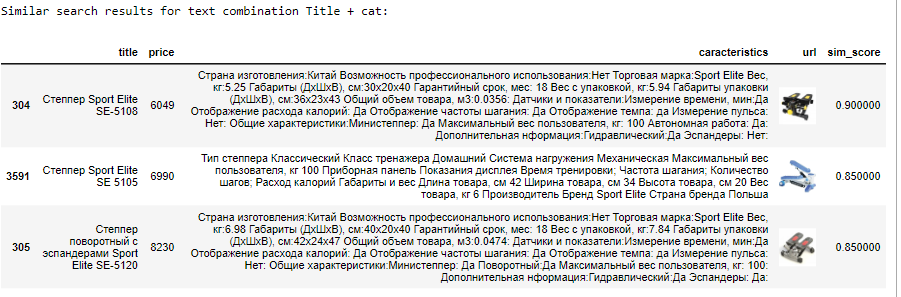 Similar search results for text combination Title + cat:
title price caracteristics url sim_score
304 Степпер Sport Elite SE-5108 6049 Страна изготовления:Китай Возможность профессионального использования:Нет Торговая марка:Sport Elite Вес,
кг:5.25 Габариты (ДхШхВ), см:30х20х40 Гарантийный срок, мес: 18 Вес с упаковкой, кг:5.94 Габариты упаковки
(ДхШхВ), см:36х23х43 Общий объем товара, м3:0.0356: Датчики и показатели:Измерение времени, мин:Да
Отображение расхода калорий: Да Отображение частоты шагания: Да Отображение темпа: да Измерение пульса:
Нет: Общие характеристики:Министеппер: Да Максимальный вес пользователя, кг: 100 Автономная работа: Да:
Дополнительная нформация:Гидравлический:Да Эспандеры: Нет: 0.900000
3591 Степпер Sport Elite SE 5105 6990 Тип степпера Классический Класс тренажера Домашний Система нагружения Механическая Максимальный вес
пользователя, кг 100 Приборная панель Показания дисплея Время тренировки; Частота шагания; Количество
шагов; Расход калорий Габариты и вес Длина товара, см 42 Ширина товара, см 34 Высота товара, см 20 Вес
товара, кг 6 Производитель Бренд Sport Elite Страна бренда Польша 0.850000
305 Степпер поворотный с эспандерами Sport Elite SE-5120 8230 Страна изготовления:Китай Возможность профессионального использования:Нет Торговая марка:Sport Elite Вес,
кг:6.98 Габариты (ДхШхВ), см:40х20х40 Гарантийный срок, мес: 18 Вес с упаковкой, кг:7.84 Габариты упаковки
(ДхШхВ), см:42х24х47 Общий объем товара, м3:0.0474: Датчики и показатели:Измерение времени, мин:Да
Отображение расхода калорий: Да Отображение частоты шагания: Да Отображение темпа: да Измерение пульса:
Нет: Общие характеристики:Министеппер: Да Поворотный:Да Максимальный вес пользователя, кг: 100:
Дополнительная нформация:Гидравлический:Да Эспандеры: Да: 0.850000